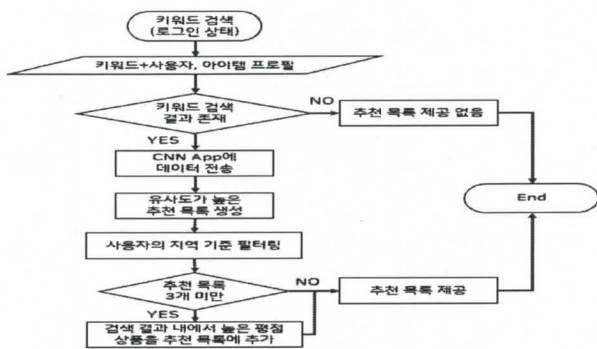 키워드 검색
(로그인 상태)
키워드+사용자, 아이템 프로필
키워드 검색
결과 존재
NO
추천 목록 제공 없음
YES
CNN App에
데이터 전송
End
유사도가 높은
추천 목록 생성
사용자의 지역 기준 필터링
추천 목록
3개 미만
NO
추천 목록 제공
YES
검색 결과 내에서 높은 평점
상품을 추천 목록에 추가